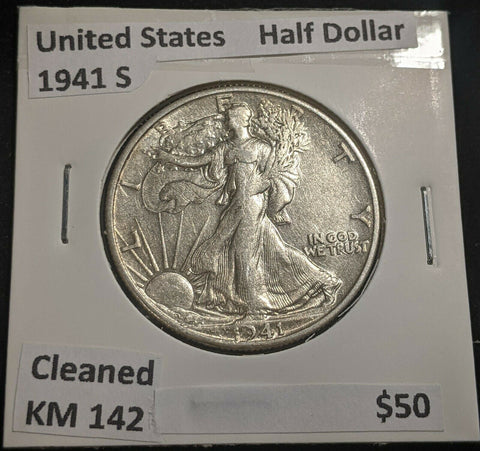 United States Half Dollar
1941 S
LIBERTY
IN GOD
WE TRUST
1941
Cleaned
KM 142
$50